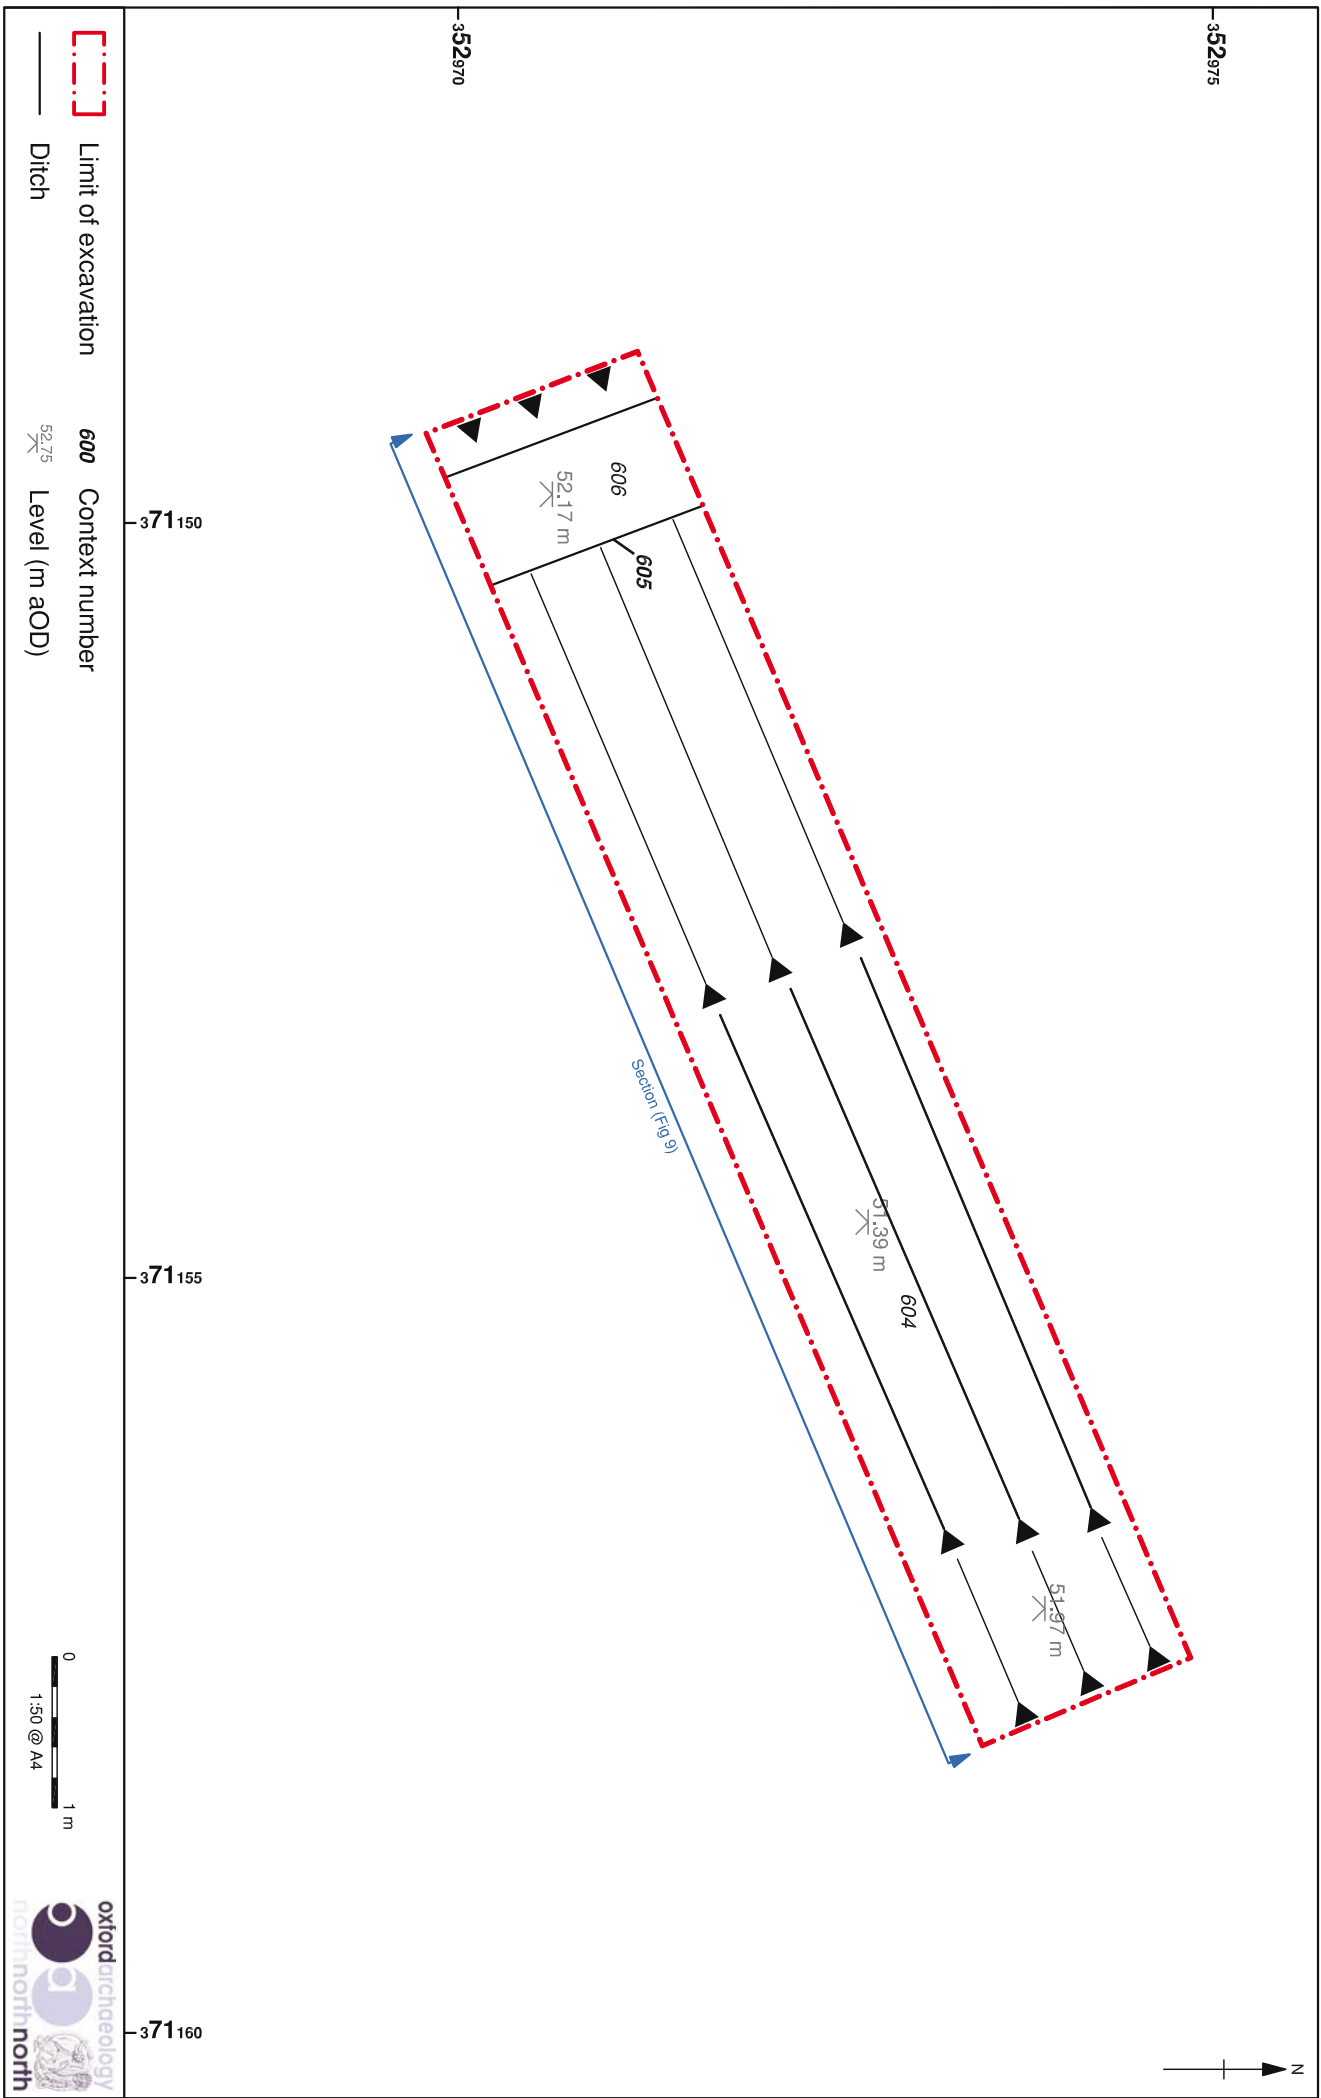 N
352975
352970
606
52.17 m
605
Section (Fig 9)
51.39 m
604
51.97 m
371150
371155
371160
Limit of excavation
Ditch
600 Context number
52.75 Level (m aOD)
0 1 m
1:50 @ A4
oxfordarchaeology
northnorthnorth